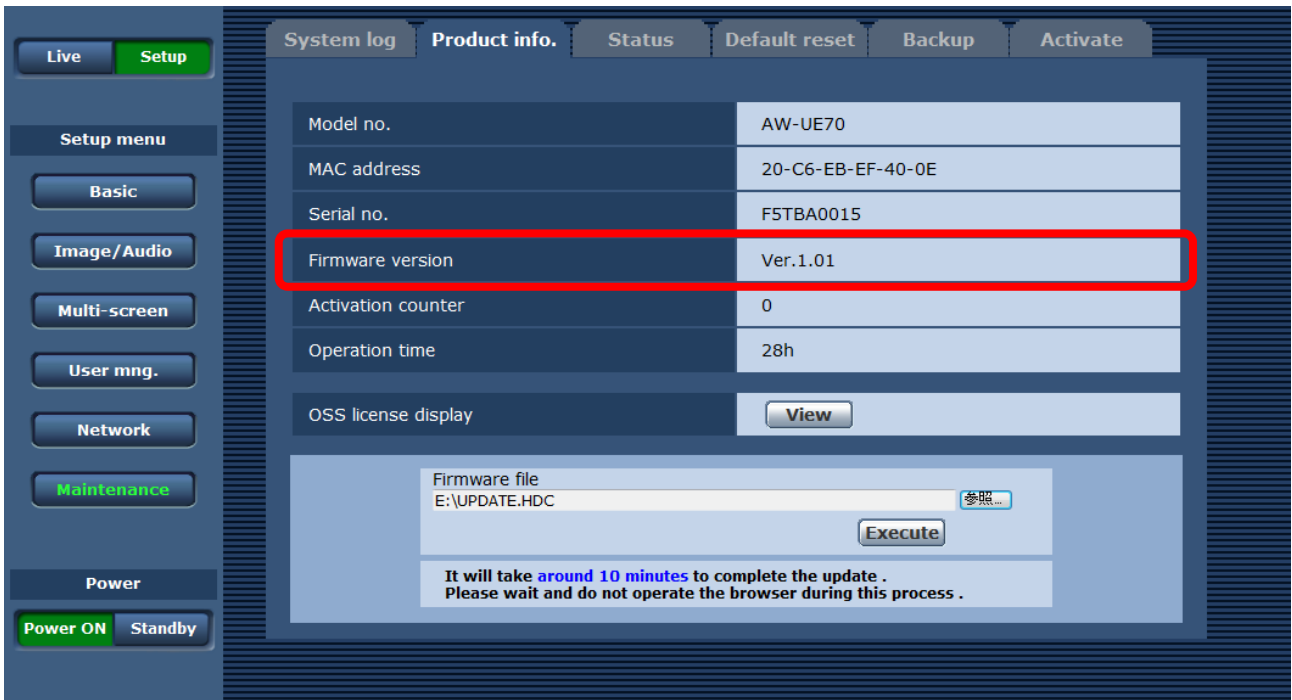 Live Setup
Setup menu
Basic
Image/Audio
Multi-screen
User mng.
Network
Maintenance
Power
Power ON Standby
System log Product info. Status Default reset Backup Activate
Model no. AW-UE70
MAC address 20-C6-EB-EF-40-0E
Serial no. F5TBA0015
Firmware version Ver.1.01
Activation counter 0
Operation time 28h
OSS license display View
Firmware file
E:\UPDATE.HDC 参照...
Execute
It will take around 10 minutes to complete the update .
Please wait and do not operate the browser during this process .